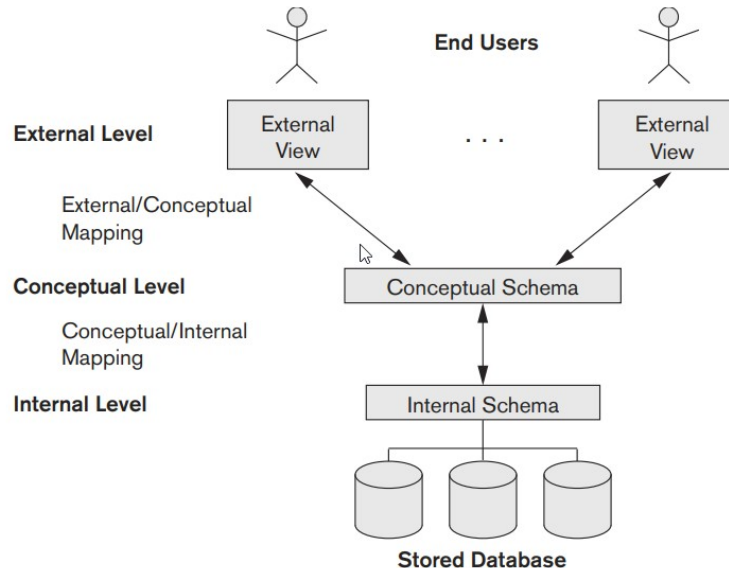 End Users
External Level
External
View
. . .
External
View
External/Conceptual
Mapping
Conceptual Level
Conceptual Schema
Conceptual/Internal
Mapping
Internal Level
Internal Schema
Stored Database